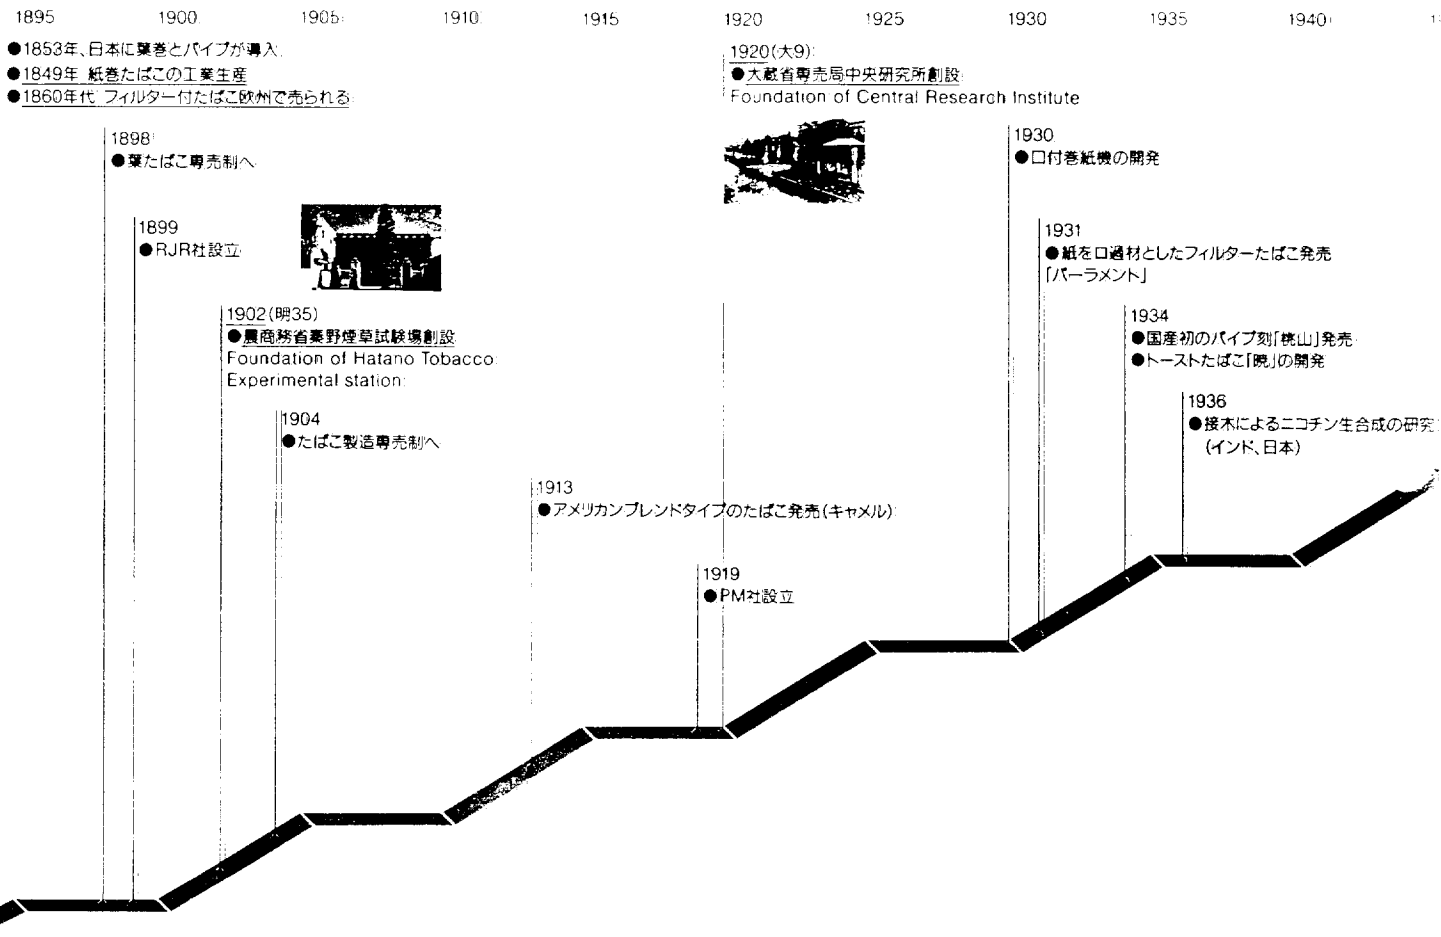 1895 1900 1905 1910 1915 1920 1925 1930 1935 1940
●1853年、日本に葉巻とパイプが導入
●1849年 紙巻たばこの工業生産
●1860年代 フィルター付たばこ欧州で売られる
1898
●葉たばこ専売制へ
1899
●RJR社設立
1902(明35)
●農商務省秦野煙草試験場創設
Foundation of Hatano Tobacco
Experimental station
1904
●たばこ製造専売制へ
1913
●アメリカンブレンドタイプのたばこ発売(キャメル)
1919
●PM社設立
1920(大9)
●大蔵省専売局中央研究所創設
Foundation of Central Research Institute
1930
●口付巻紙機の開発
1931
●紙を口過材としたフィルターたばこ発売
「パーラメント」
1934
●国産初のパイプ刻「桃山」発売
●トーストたばこ「暁」の開発
1936
●接木によるニコチン生合成の研究
(インド、日本)